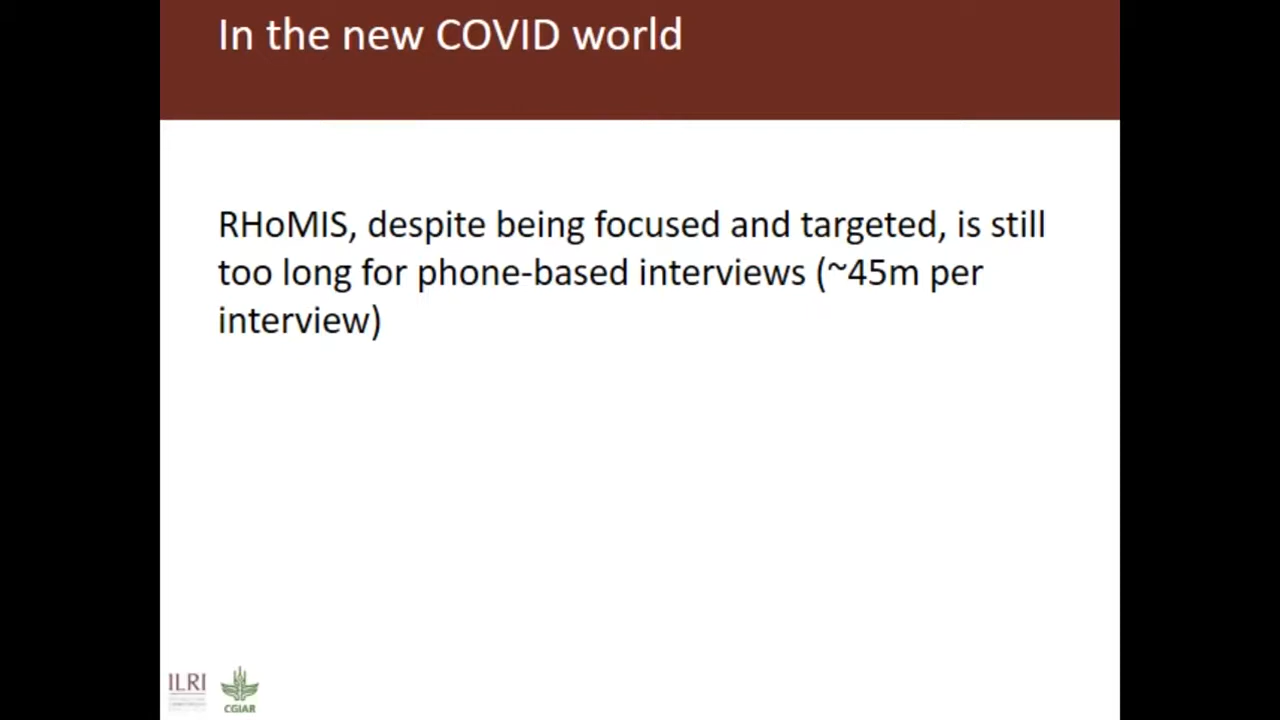 In the new COVID world
RHoMIS, despite being focused and targeted, is still
too long for phone-based interviews (~45m per
interview)
ILRI
CGIAR